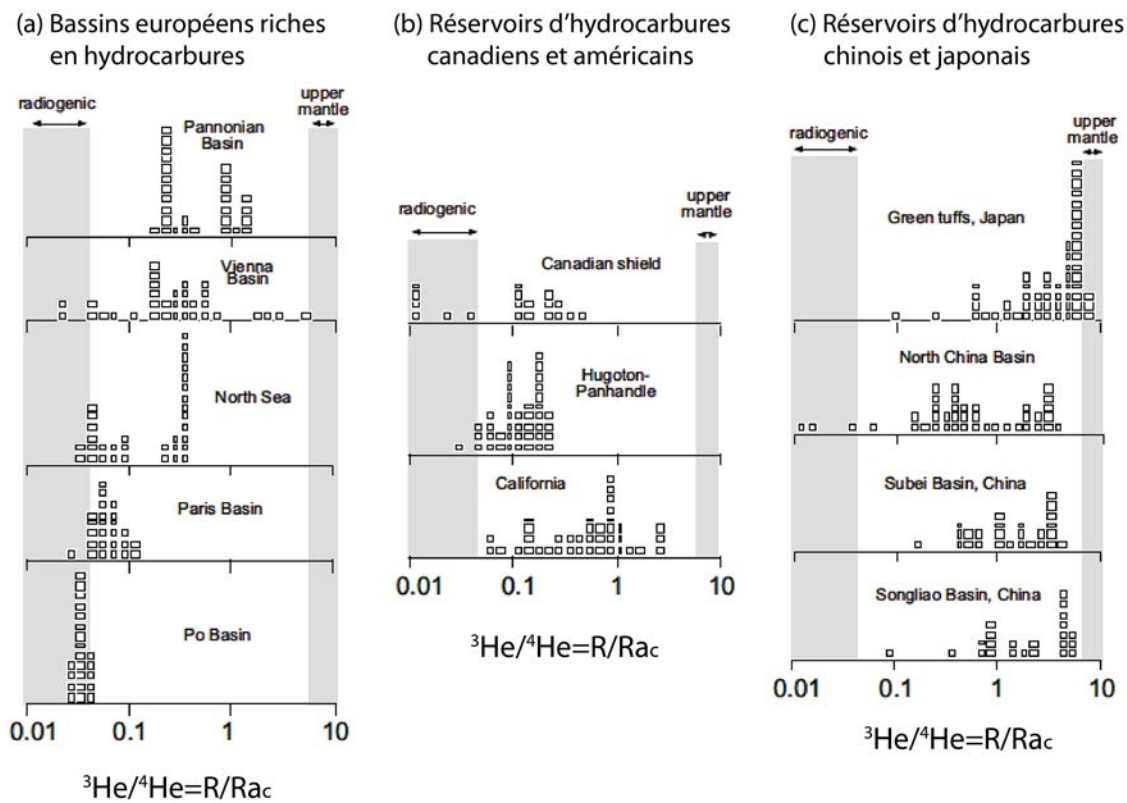 (a) Bassins européens riches
en hydrocarbures
radiogenic
upper
mantle
Pannonian
Basin
Vienna
Basin
North Sea
Paris Basin
Po Basin
0.01 0.1 1 10
³He/⁴He=R/Rac
(b) Réservoirs d’hydrocarbures
canadiens et américains
radiogenic
upper
mantle
Canadian shield
Hugoton-
Panhandle
California
0.01 0.1 1 10
³He/⁴He=R/Rac
(c) Réservoirs d’hydrocarbures
chinois et japonais
radiogenic
upper
mantle
Green tuffs, Japan
North China Basin
Subei Basin, China
Songliao Basin, China
0.01 0.1 1 10
³He/⁴He=R/Rac